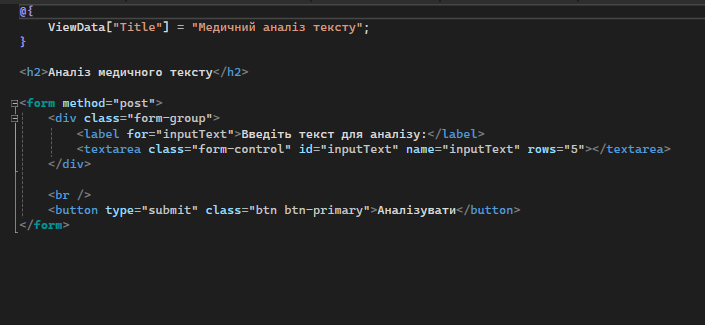 @{
ViewData["Title"] = "Медичний аналіз тексту";
}
<h2>Аналіз медичного тексту</h2>
<form method="post">
<div class="form-group">
<label for="inputText">Введіть текст для аналізу:</label>
<textarea class="form-control" id="inputText" name="inputText" rows="5"></textarea>
</div>
<br />
<button type="submit" class="btn btn-primary">Аналізувати</button>
</form>